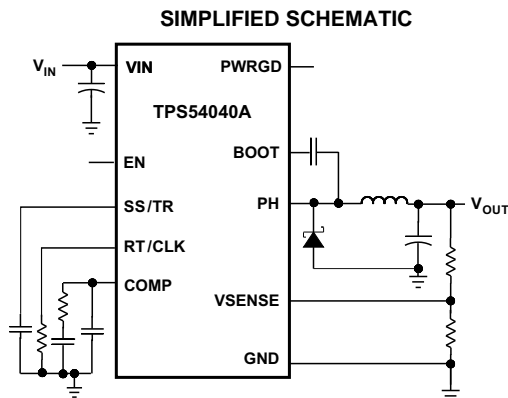 SIMPLIFIED SCHEMATIC
VIN
VIN
PWRGD
TPS54040A
BOOT
EN
PH
VOUT
SS/TR
RT/CLK
COMP
VSENSE
GND